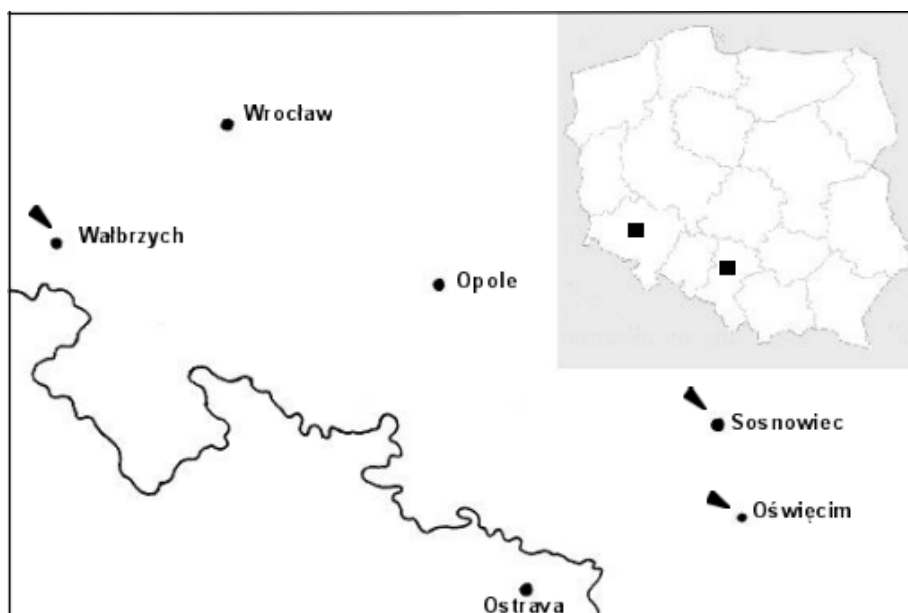 Wrocław
Wałbrzych
Opole
Sosnowiec
Oświęcim
Ostrava